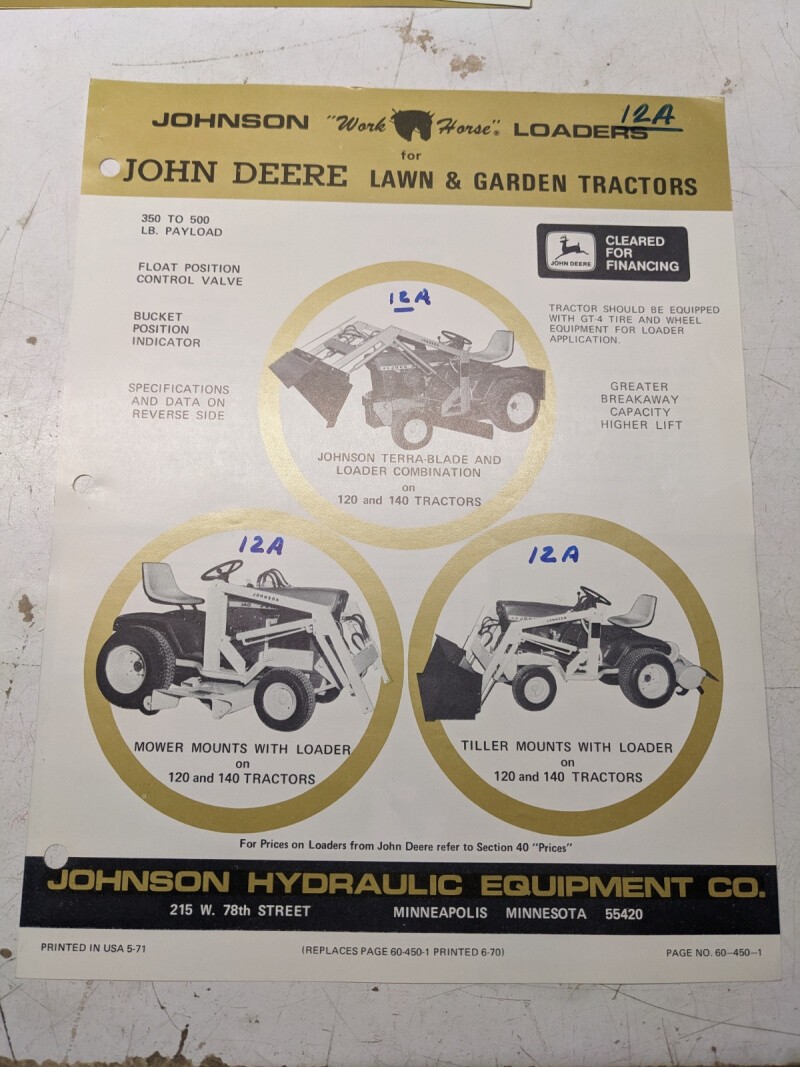 JOHNSON "Work Horse"® LOADERS
12A
for
JOHN DEERE LAWN & GARDEN TRACTORS
350 TO 500
LB. PAYLOAD
FLOAT POSITION
CONTROL VALVE
BUCKET
POSITION
INDICATOR
SPECIFICATIONS
AND DATA ON
REVERSE SIDE
JOHN DEERE
CLEARED
FOR
FINANCING
TRACTOR SHOULD BE EQUIPPED
WITH GT-4 TIRE AND WHEEL
EQUIPMENT FOR LOADER
APPLICATION.
GREATER
BREAKAWAY
CAPACITY
HIGHER LIFT
12A
JOHNSON TERRA-BLADE AND
LOADER COMBINATION
on
120 and 140 TRACTORS
12A
JOHNSON
140
MOWER MOUNTS WITH LOADER
on
120 and 140 TRACTORS
12A
JOHNSON
TILLER MOUNTS WITH LOADER
on
120 and 140 TRACTORS
For Prices on Loaders from John Deere refer to Section 40 "Prices"
JOHNSON HYDRAULIC EQUIPMENT CO.
215 W. 78th STREET MINNEAPOLIS MINNESOTA 55420
PRINTED IN USA 5-71 (REPLACES PAGE 60-450-1 PRINTED 6-70) PAGE NO. 60-450-1